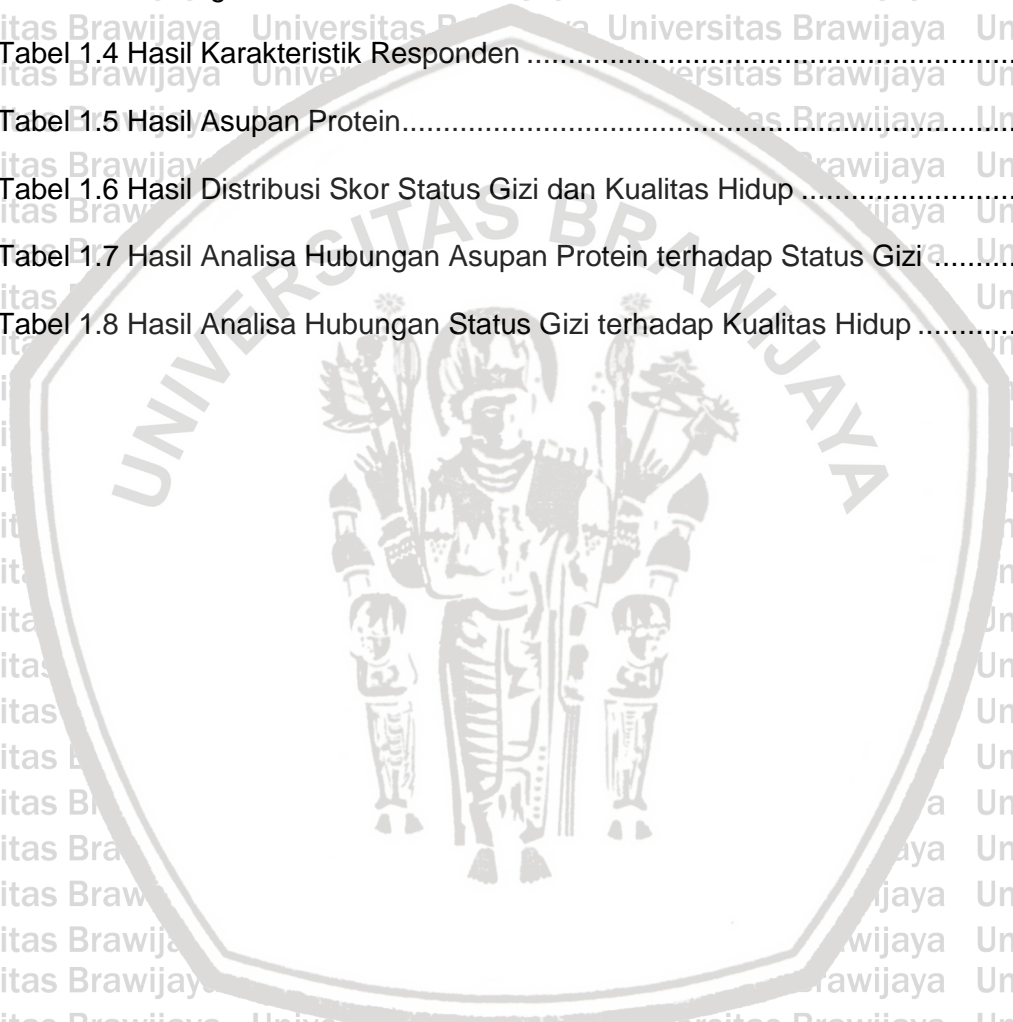 Tabel 1.4 Hasil Karakteristik Responden ....................................................
Tabel 1.5 Hasil Asupan Protein..................................................................
Tabel 1.6 Hasil Distribusi Skor Status Gizi dan Kualitas Hidup ......................
Tabel 1.7 Hasil Analisa Hubungan Asupan Protein terhadap Status Gizi ..........
Tabel 1.8 Hasil Analisa Hubungan Status Gizi terhadap Kualitas Hidup ............
UNIVERSITAS BRAWIJAYA